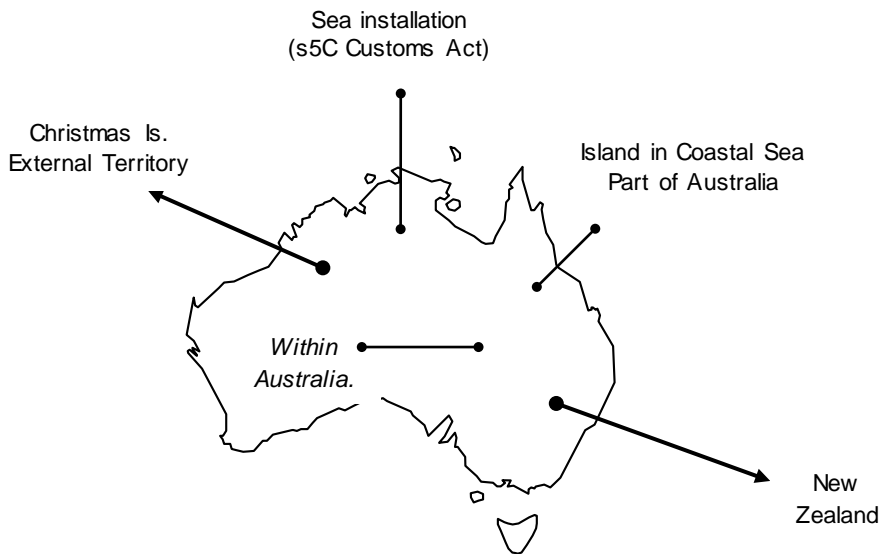 Sea installation
(s5C Customs Act)
Christmas Is.
External Territory
Island in Coastal Sea
Part of Australia
Within
Australia.
New
Zealand